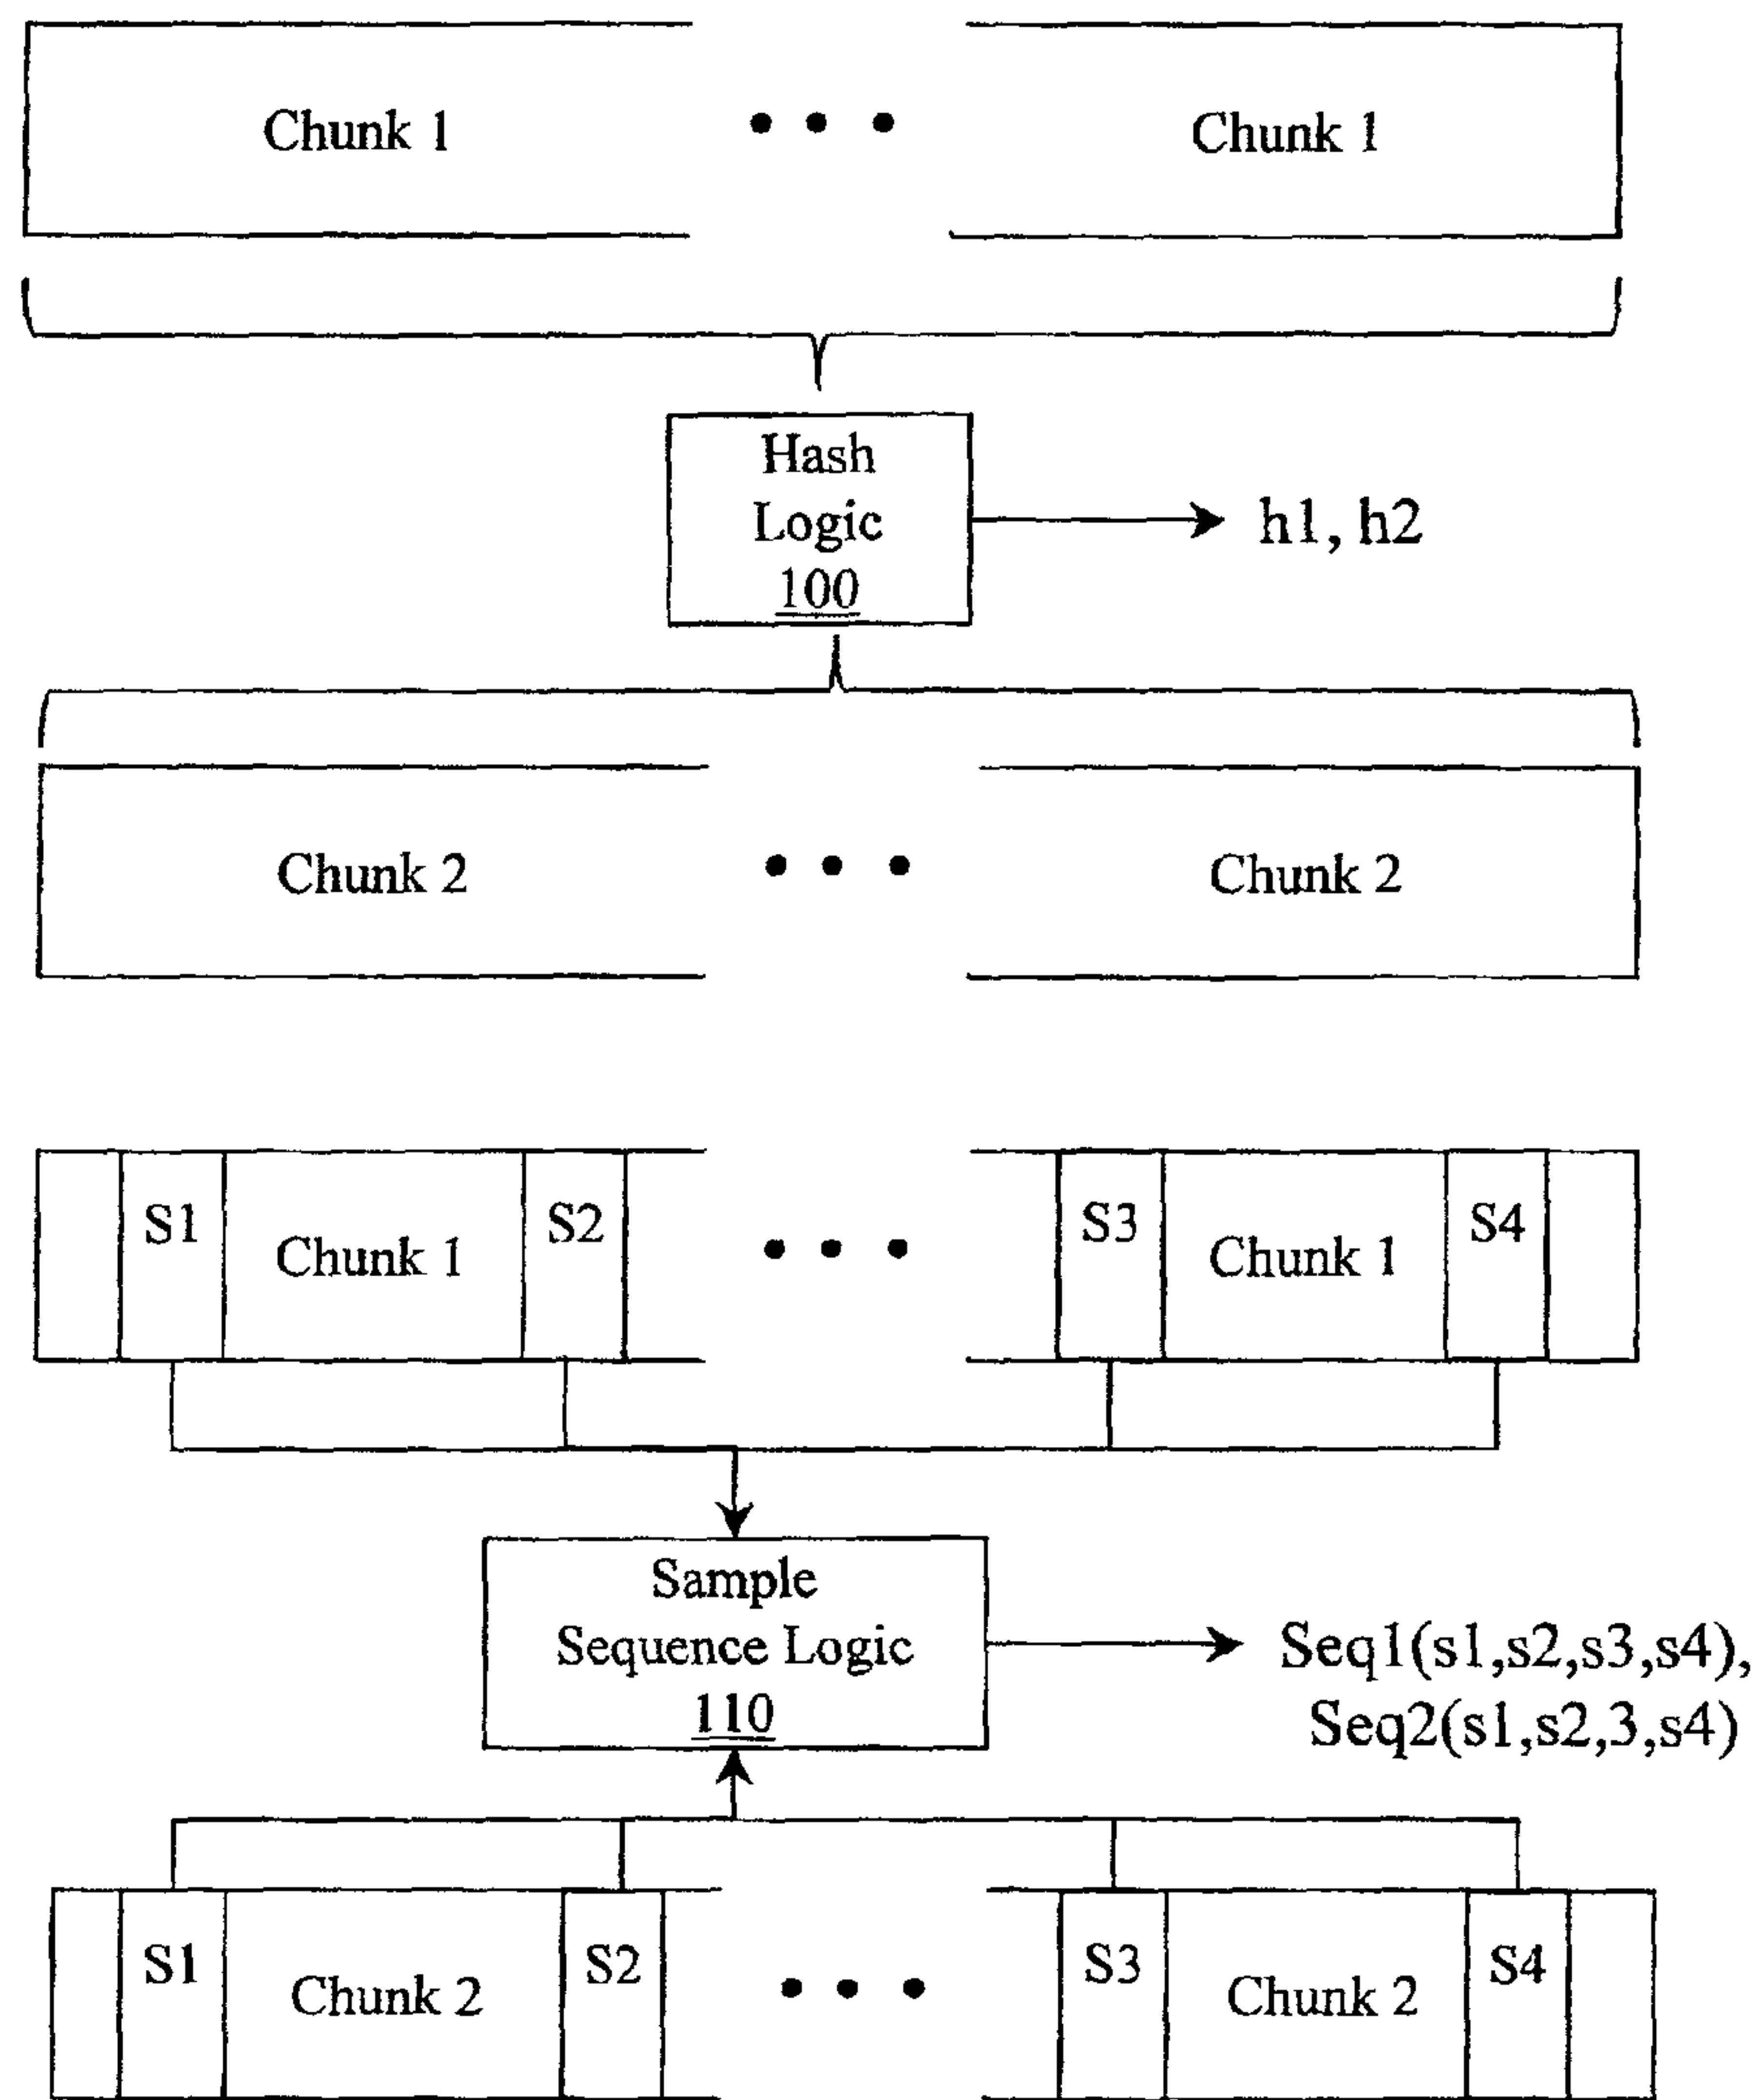 Chunk 1
Chunk 1
Hash
Logic
100
h1, h2
Chunk 2
Chunk 2
S1
Chunk 1
S2
S3
Chunk 1
S4
Sample
Sequence Logic
110
Seq1(s1,s2,s3,s4),
Seq2(s1,s2,3,s4)
S1
Chunk 2
S2
S3
Chunk 2
S4